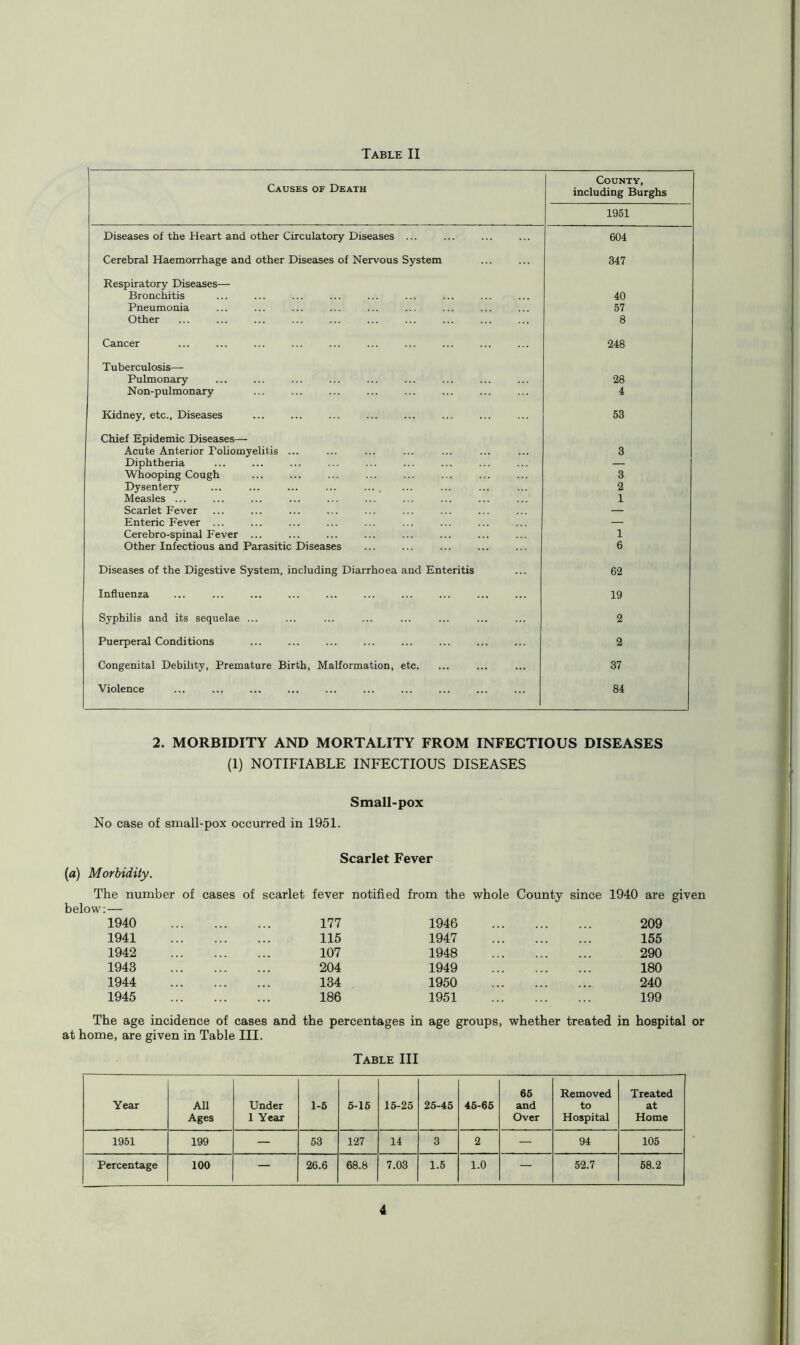 Table II
Causes of Death
County, including Burghs
1951
Diseases of the Heart and other Circulatory Diseases ... ... ... ... 604
Cerebral Haemorrhage and other Diseases of Nervous System ... ... 347
Respiratory Diseases—
Bronchitis ... ... ... ... ... ... ... ... ... 40
Pneumonia ... ... ... ... ... ... ... ... ... 57
Other ... ... ... ... ... ... ... ... ... ... 8
Cancer ... ... ... ... ... ... ... ... ... ... 248
Tuberculosis—
Pulmonary ... ... ... ... ... ... ... ... ... 28
Non-pulmonary ... ... ... ... ... ... ... ... 4
Kidney, etc., Diseases ... ... ... ... ... ... ... ... 53
Chief Epidemic Diseases—
Acute Anterior Poliomyelitis ... ... ... ... ... ... ... 3
Diphtheria ... ... ... ... ... ... ... ... ... —
Whooping Cough ... ... ... ... ... ... ... ... 3
Dysentery ... ... ... ... ... ... ... ... ... 2
Measles ... ... ... ... ... ... ... ... ... ... 1
Scarlet Fever ... ... ... ... ... ... ... ... ... —
Enteric Fever ... ... ... ... ... ... ... ... ... —
Cerebro-spinal Fever ... ... ... ... ... ... ... ... 1
Other Infectious and Parasitic Diseases ... ... ... ... ... 6
Diseases of the Digestive System, including Diarrhoea and Enteritis ... 62
Influenza ... ... ... ... ... ... ... ... ... ... 19
Syphilis and its sequelae ... ... ... ... ... ... ... ... 2
Puerperal Conditions ... ... ... ... ... ... ... ... 2
Congenital Debility, Premature Birth, Malformation, etc. ... ... ... 37
Violence ... ... ... ... ... ... ... ... ... ... 84
2. MORBIDITY AND MORTALITY FROM INFECTIOUS DISEASES
(1) NOTIFIABLE INFECTIOUS DISEASES
Small-pox
No case of small-pox occurred in 1951.
Scarlet Fever
(a) Morbidity.
The number of cases of scarlet fever notified from the whole County since 1940 are given
below:—
1940 ... ... ... 177 1946 ... ... ... 209
1941 ... ... ... 115 1947 ... ... ... 155
1942 ... ... ... 107 1948 ... ... ... 290
1943 ... ... ... 204 1949 ... ... ... 180
1944 ... ... ... 134 1950 ... ... ... 240
1945 ... ... ... 186 1951 ... ... ... 199
The age incidence of cases and the percentages in age groups, whether treated in hospital or
at home, are given in Table III.
Table III
Year All Ages Under 1 Year 1-5 5-15 15-25 25-45 45-65 65 and Over Removed to Hospital Treated at Home
1951 199 — 53 127 14 3 2 — 94 105
Percentage 100 — 26.6 68.8 7.03 1.5 1.0 — 52.7 58.2
4